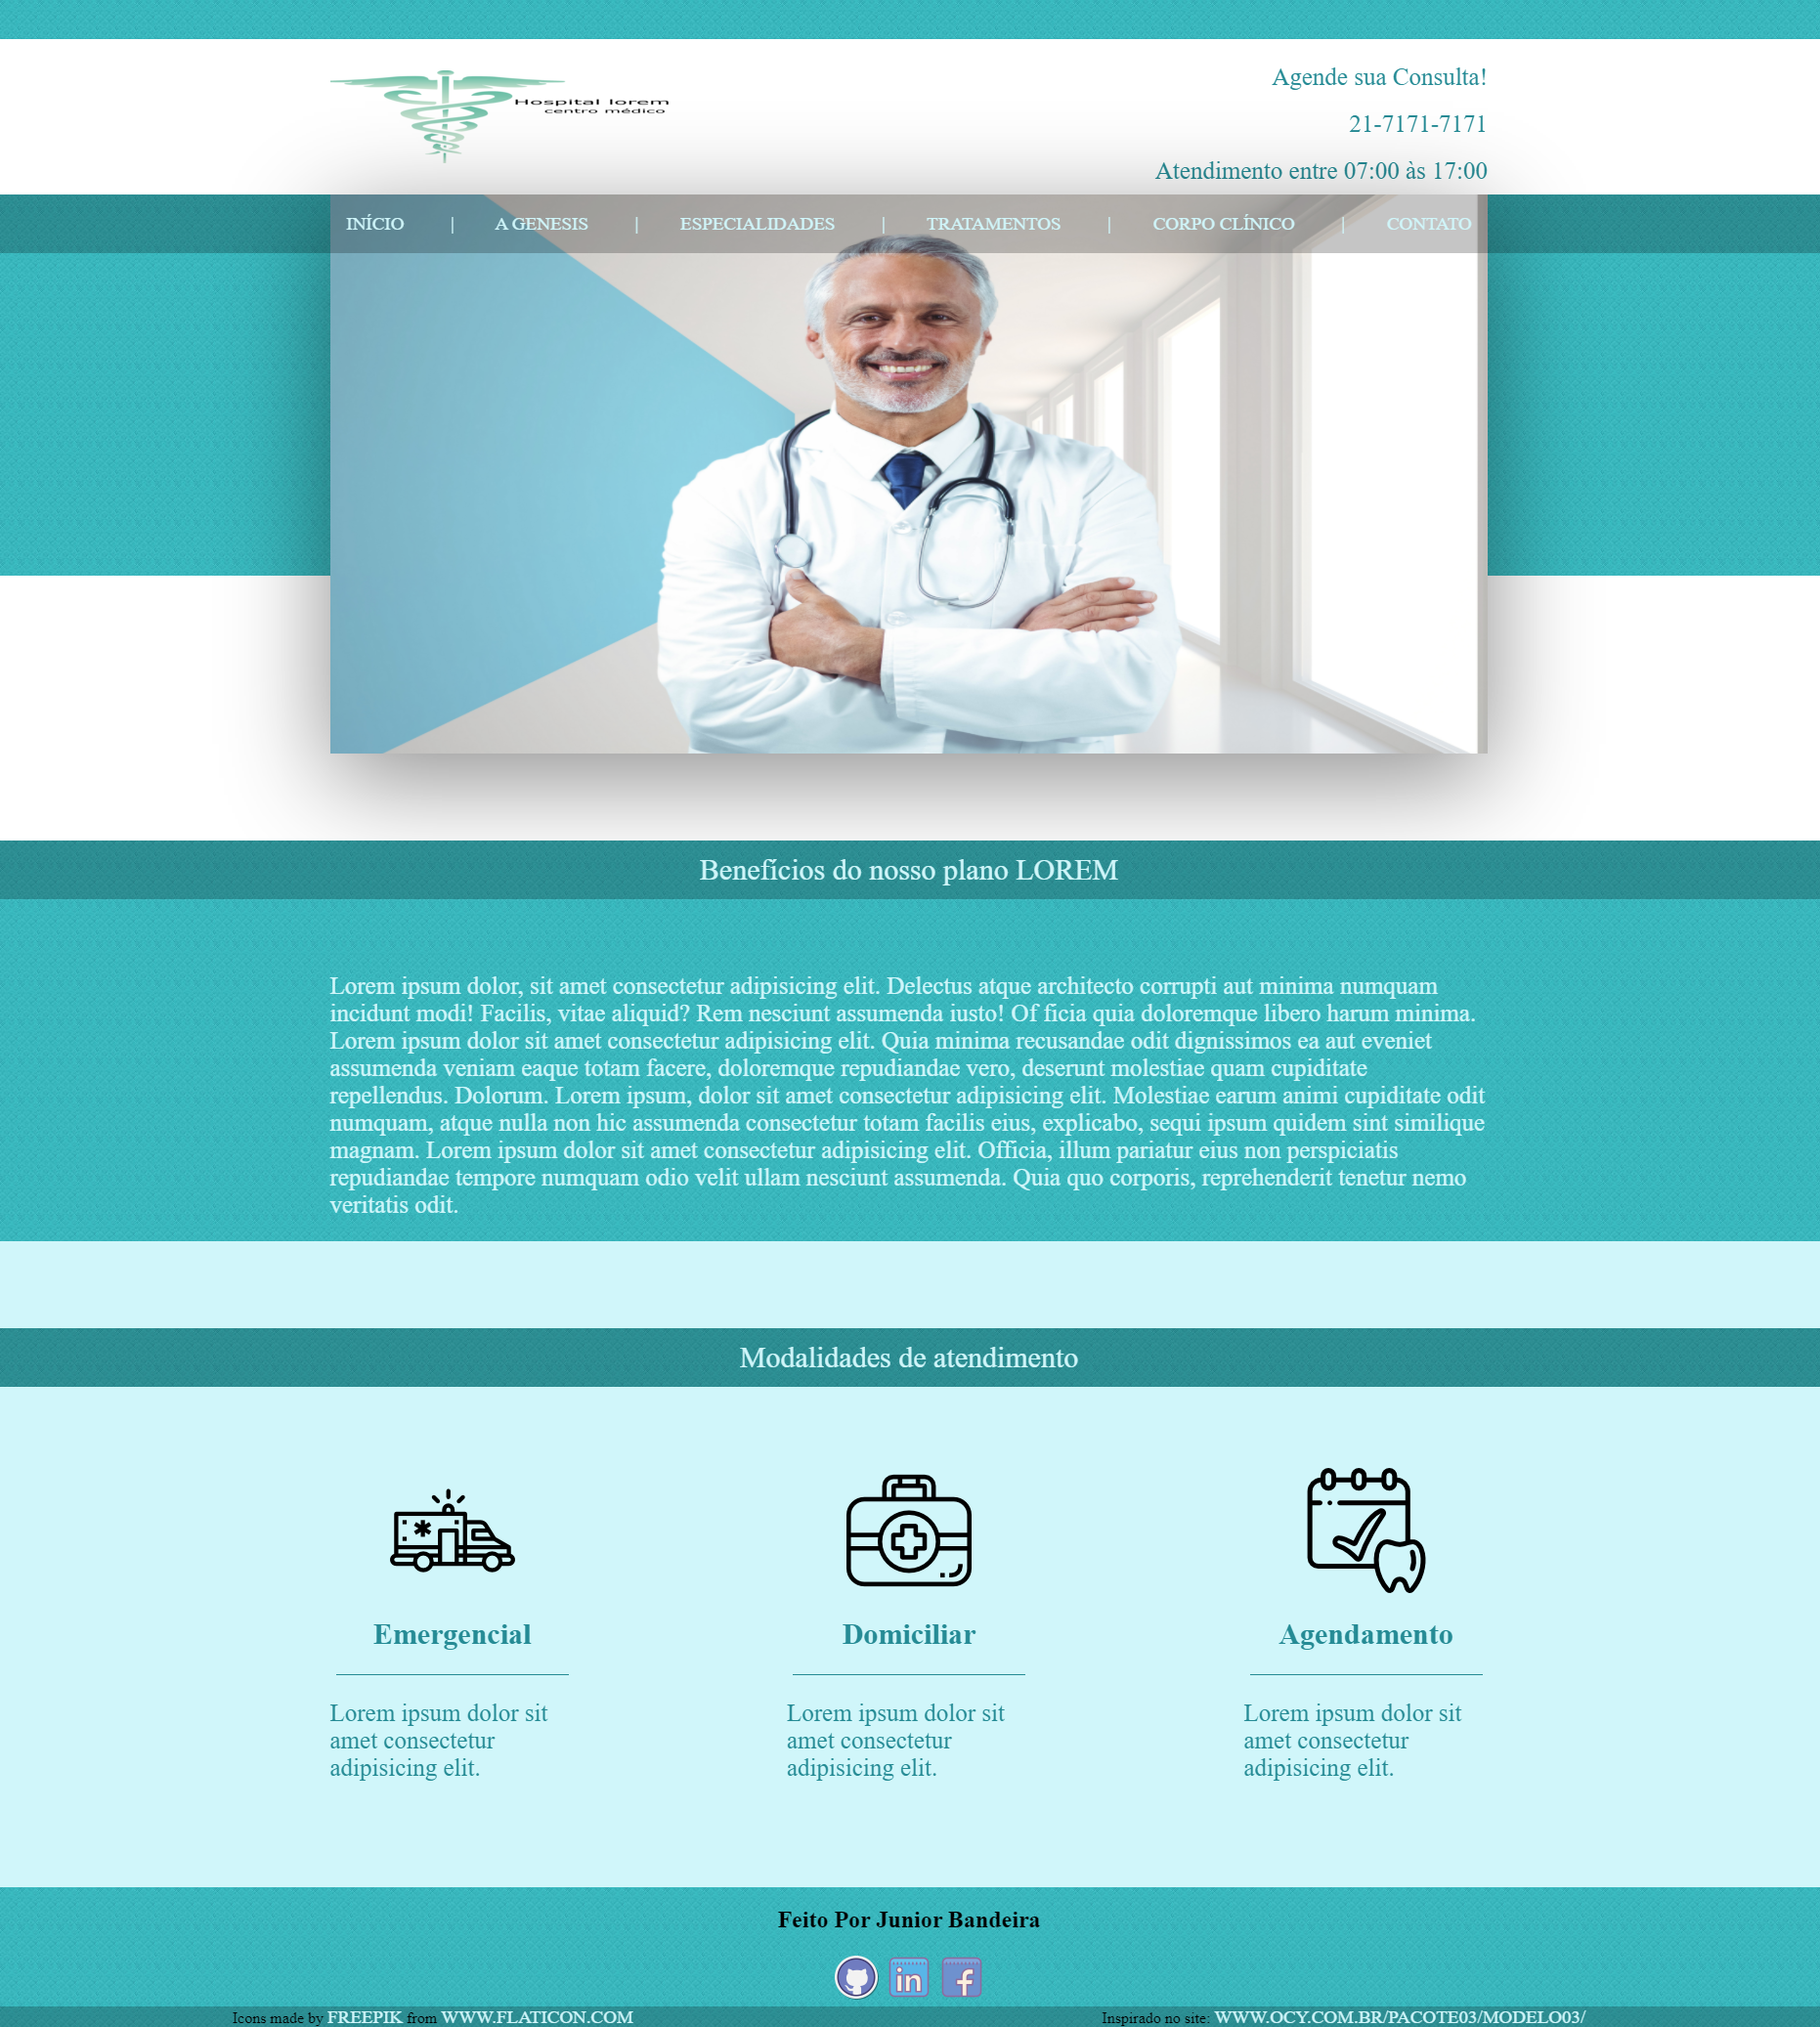 Hospital lorem
centro médico
Agende sua Consulta!
21-7171-7171
Atendimento entre 07:00 às 17:00
INÍCIO | A GENESIS | ESPECIALIDADES | TRATAMENTOS | CORPO CLÍNICO | CONTATO
Benefícios do nosso plano LOREM
Lorem ipsum dolor, sit amet consectetur adipisicing elit. Delectus atque architecto corrupti aut minima numquam
incidunt modi! Facilis, vitae aliquid? Rem nesciunt assumenda iusto! Of ficia quia doloremque libero harum minima.
Lorem ipsum dolor sit amet consectetur adipisicing elit. Quia minima recusandae odit dignissimos ea aut eveniet
assumenda veniam eaque totam facere, doloremque repudiandae vero, deserunt molestiae quam cupiditate
repellendus. Dolorum. Lorem ipsum, dolor sit amet consectetur adipisicing elit. Molestiae earum animi cupiditate odit
numquam, atque nulla non hic assumenda consectetur totam facilis eius, explicabo, sequi ipsum quidem sint similique
magnam. Lorem ipsum dolor sit amet consectetur adipisicing elit. Officia, illum pariatur eius non perspiciatis
repudiandae tempore numquam odio velit ullam nesciunt assumenda. Quia quo corporis, reprehenderit tenetur nemo
veritatis odit.
Modalidades de atendimento
Emergencial
Lorem ipsum dolor sit
amet consectetur
adipisicing elit.
Domiciliar
Lorem ipsum dolor sit
amet consectetur
adipisicing elit.
Agendamento
Lorem ipsum dolor sit
amet consectetur
adipisicing elit.
Feito Por Junior Bandeira
in f
Icons made by FREEPIK from WWW.FLATICON.COM
Inspirado no site: WWW.OCY.COM.BR/PACOTE03/MODELO03/